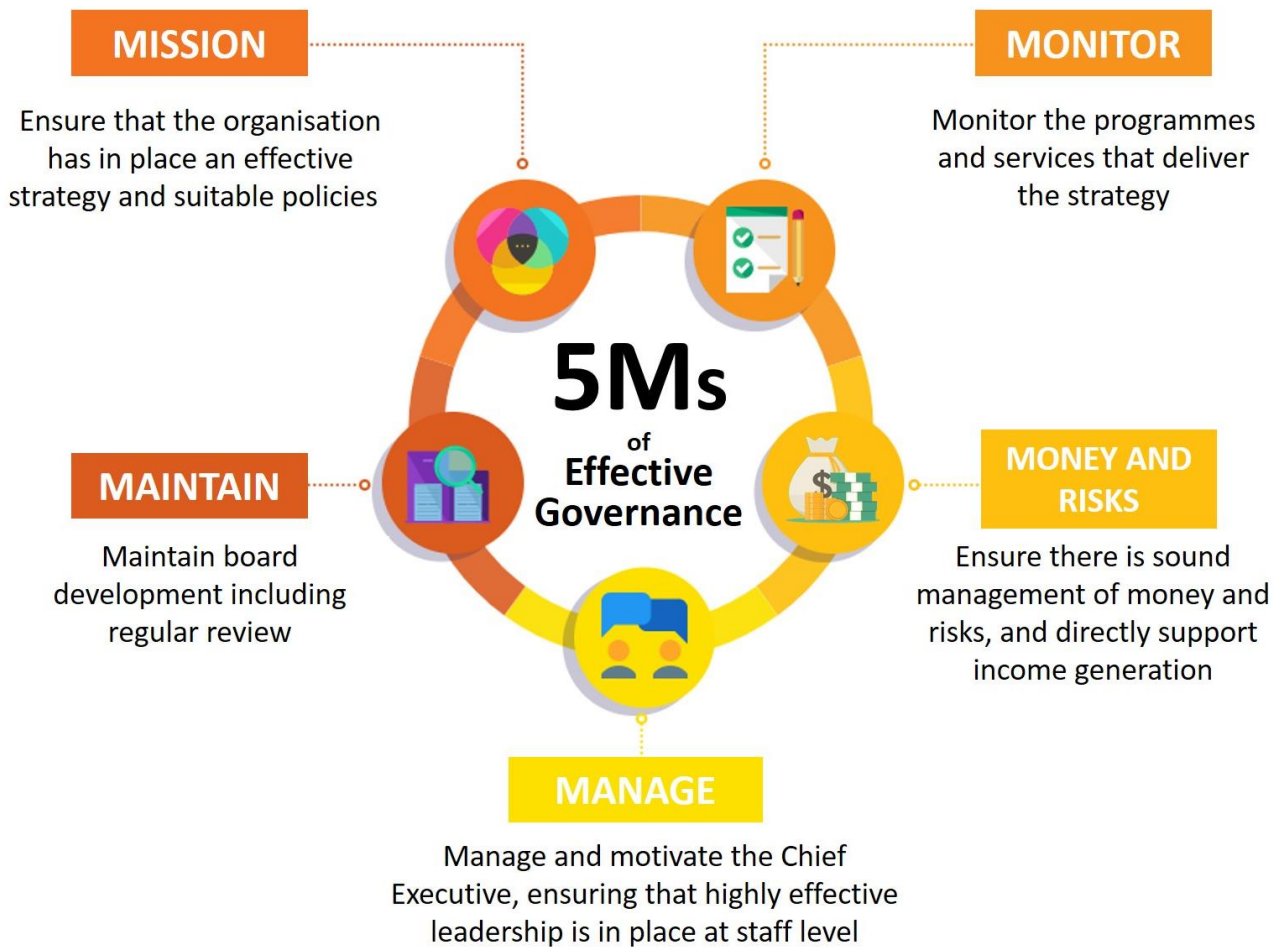 MISSION
Ensure that the organisation
has in place an effective
strategy and suitable policies
MONITOR
Monitor the programmes
and services that deliver
the strategy
5Ms
of
Effective
Governance
MAINTAIN
Maintain board
development including
regular review
MONEY AND
RISKS
Ensure there is sound
management of money and
risks, and directly support
income generation
$
MANAGE
Manage and motivate the Chief
Executive, ensuring that highly effective
leadership is in place at staff level